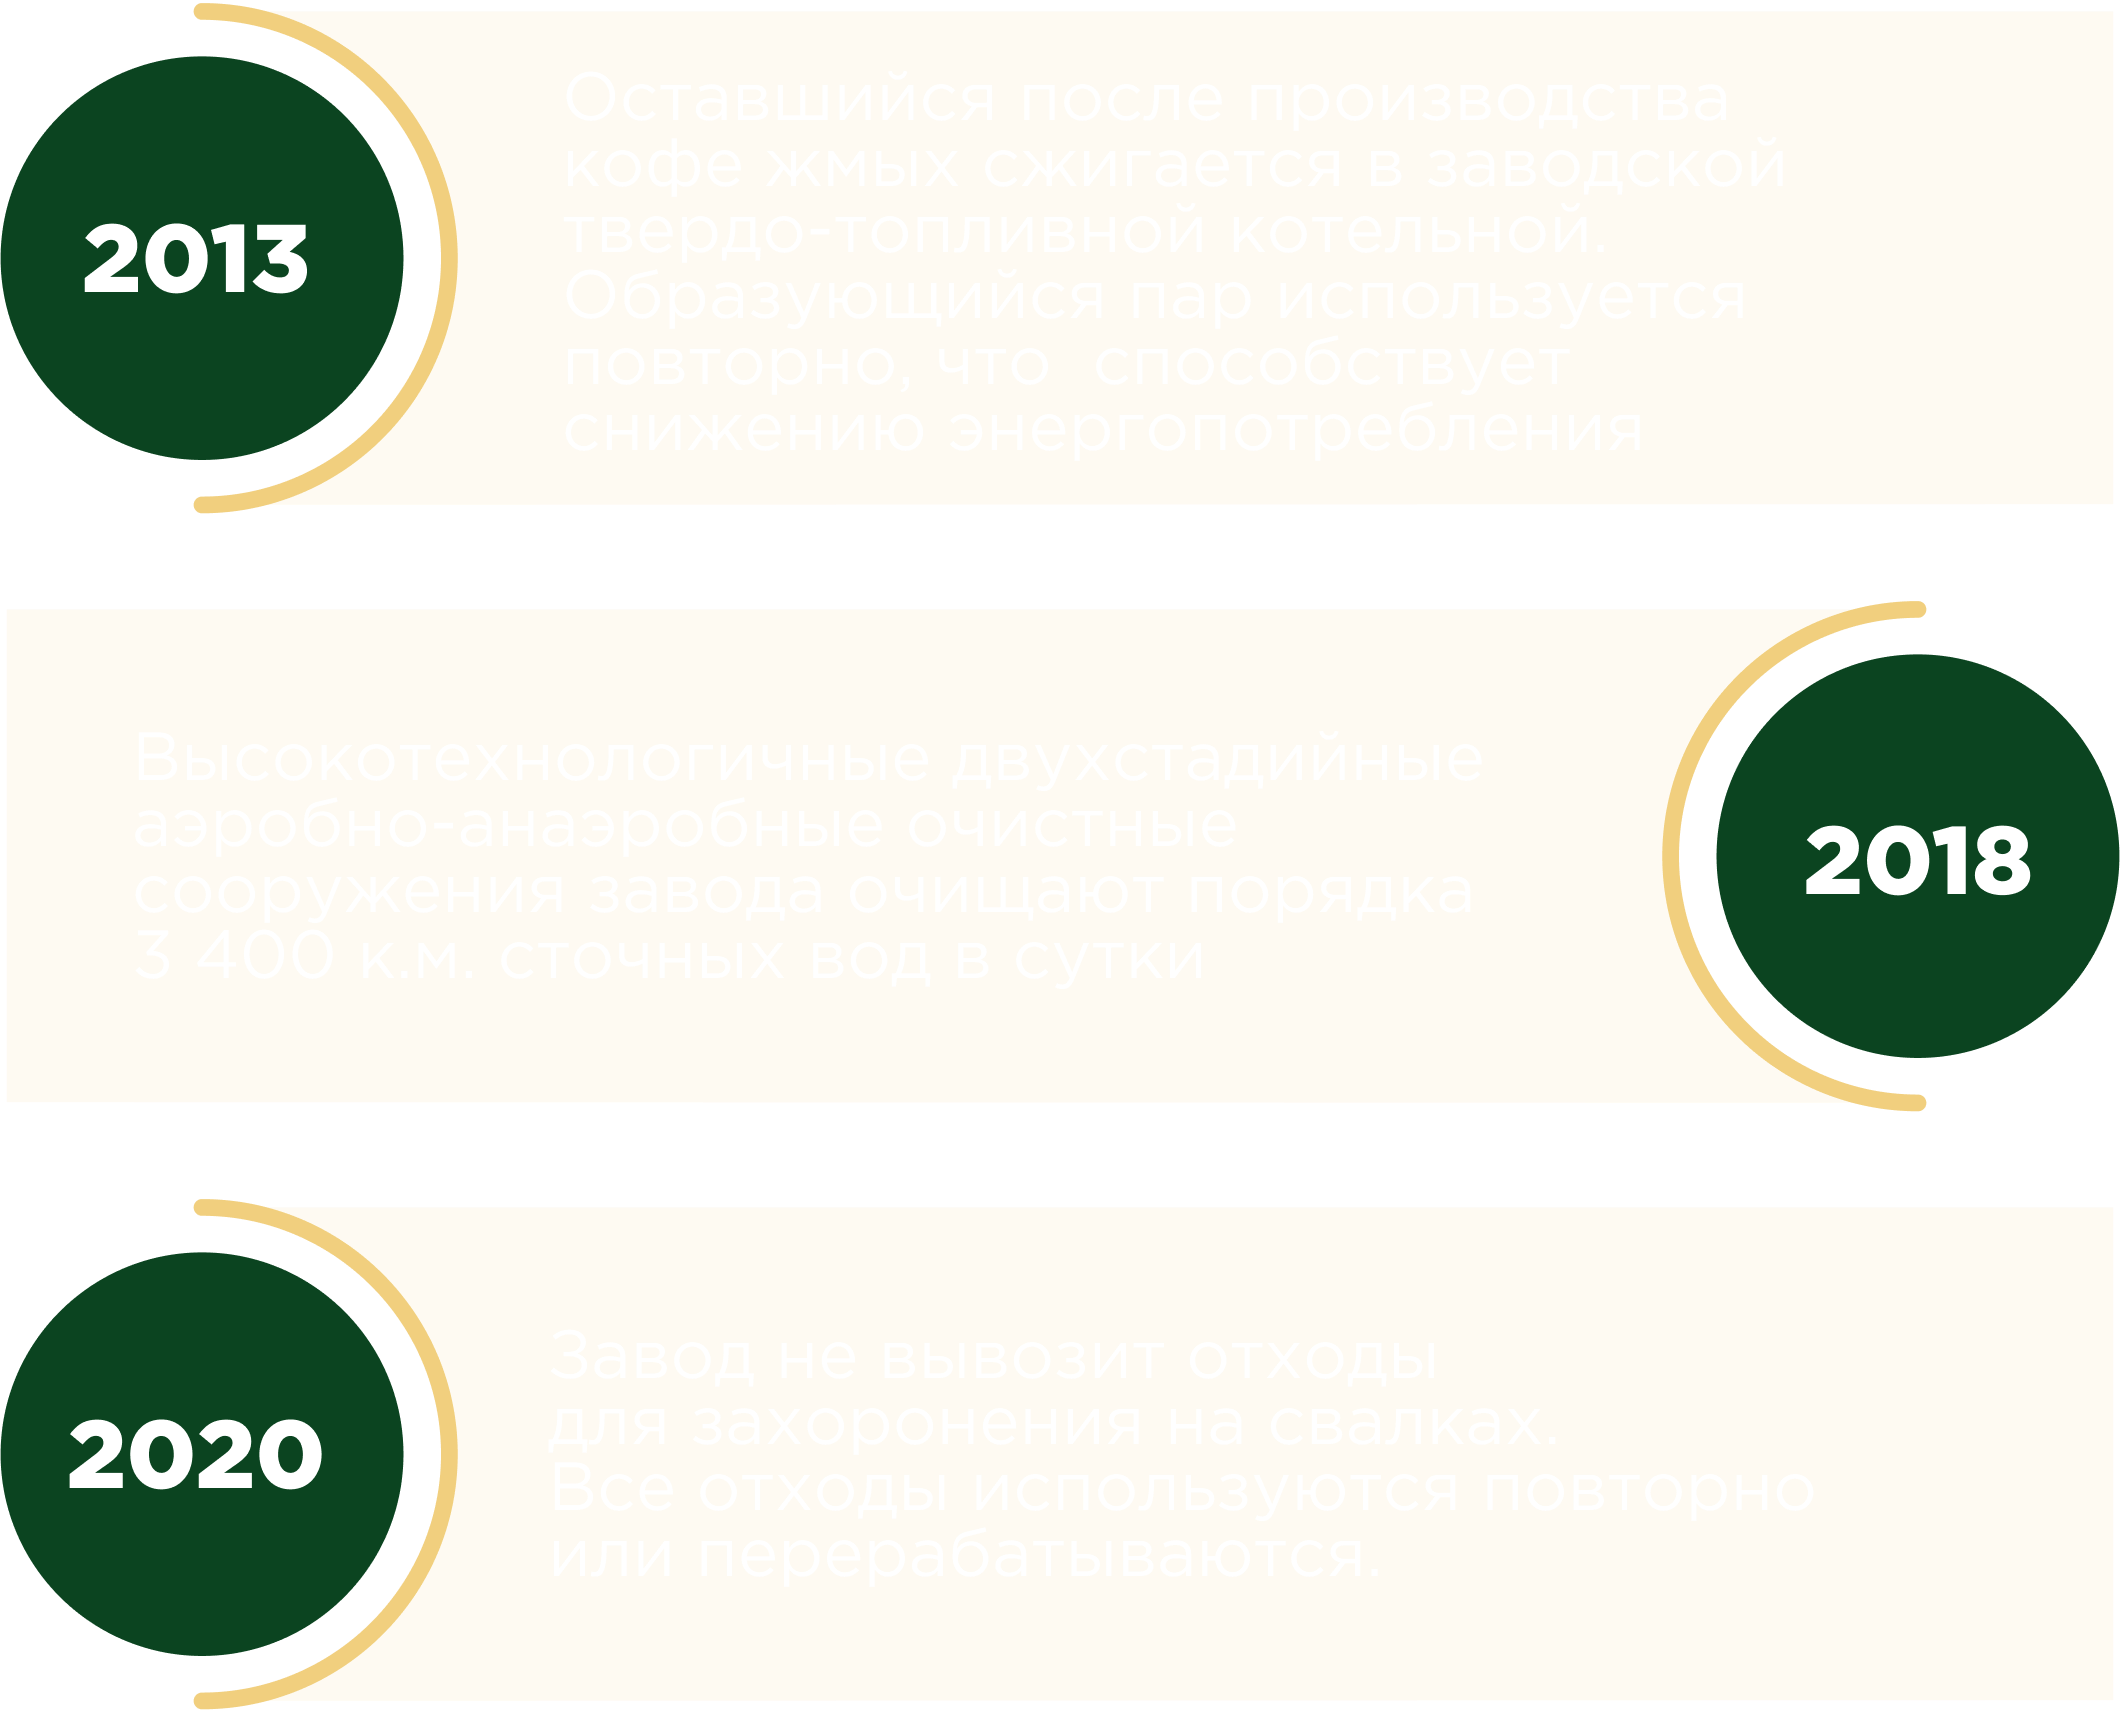 2013
Оставшийся после производства
кофе жмых сжигается в заводской
твердо-топливной котельной.
Образующийся пар используется
повторно, что  способствует
снижению энергопотребления
Высокотехнологичные двухстадийные
аэробно-анаэробные очистные
сооружения завода очищают порядка
3 400 к.м. сточных вод в сутки
2018
2020
Завод не вывозит отходы
для захоронения на свалках.
Все отходы используются повторно
или перерабатываются.